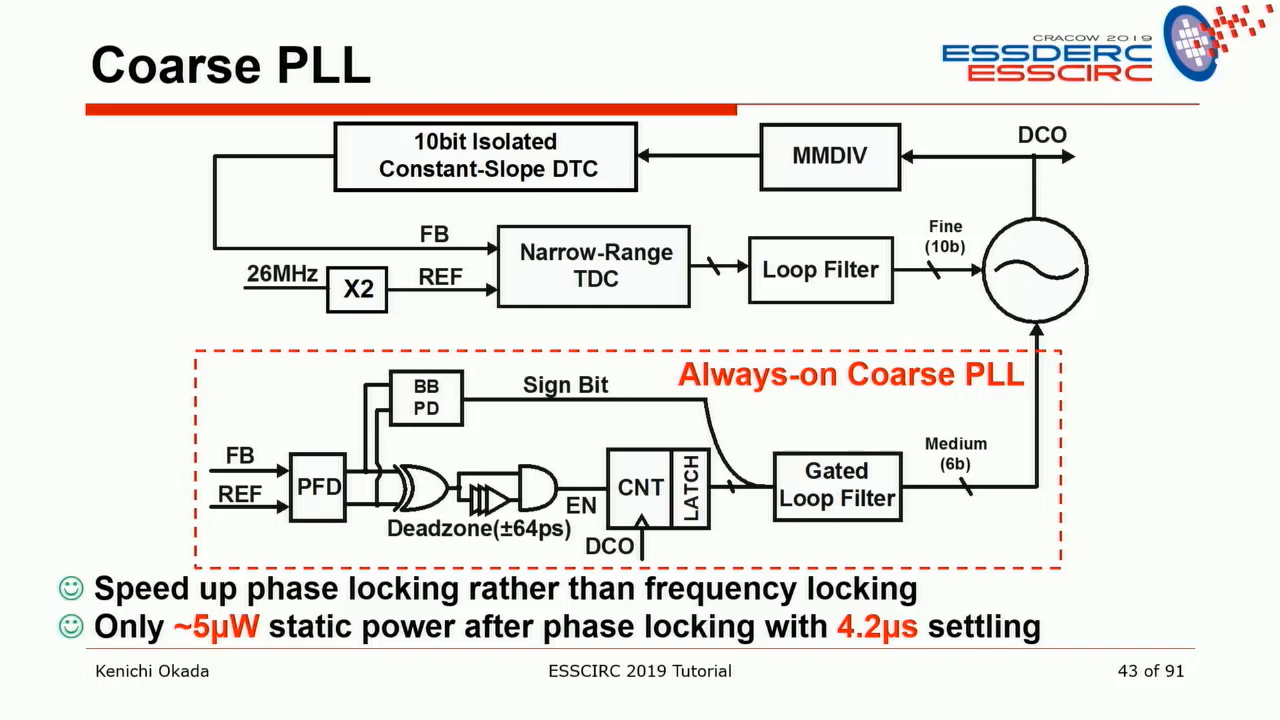 Coarse PLL
CRACOW 2019
ESSDERC
ESSCIRC
10bit Isolated
Constant-Slope DTC
MMDIV
DCO
FB
26MHz
X2
REF
Narrow-Range
TDC
Loop Filter
Fine
(10b)
Always-on Coarse PLL
BB
PD
Sign Bit
FB
REF
PFD
Deadzone(±64ps)
EN
CNT
LATCH
DCO
Gated
Loop Filter
Medium
(6b)
Speed up phase locking rather than frequency locking
Only ~5μW static power after phase locking with 4.2μs settling
Kenichi Okada
ESSCIRC 2019 Tutorial
43 of 91